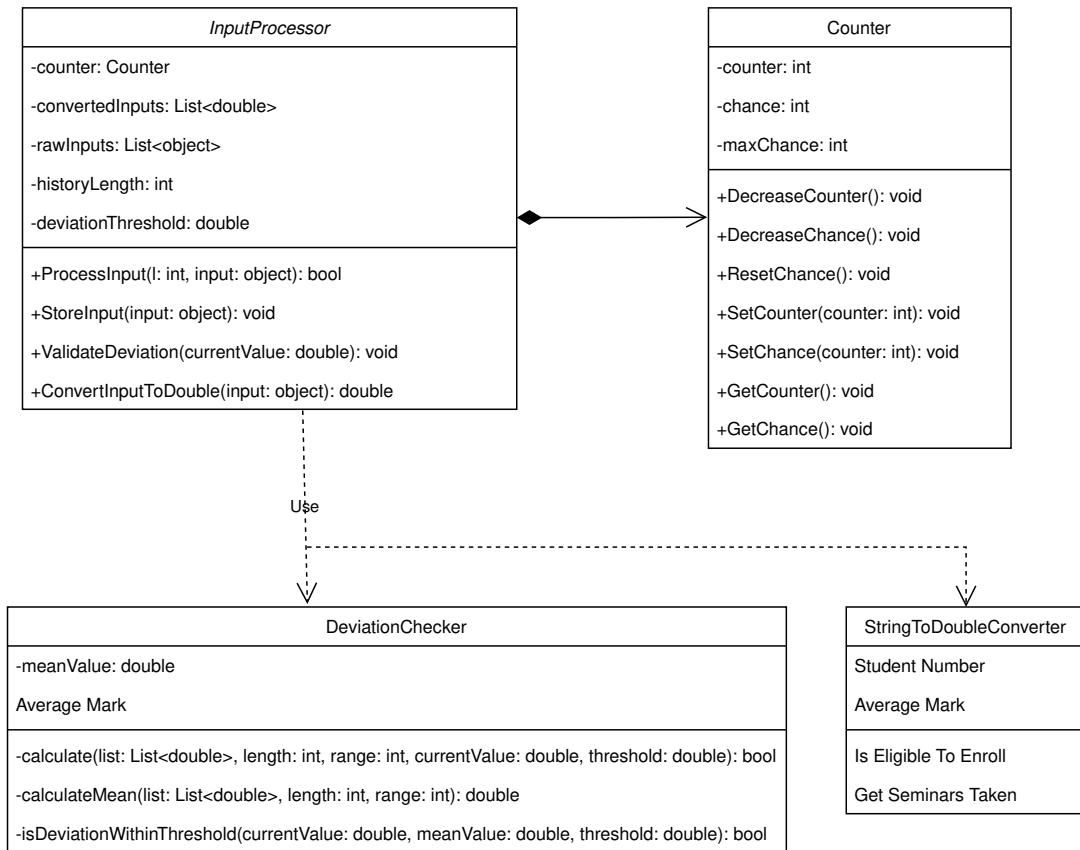 InputProcessor
-counter: Counter
-convertedInputs: List<double>
-rawInputs: List<object>
-historyLength: int
-deviationThreshold: double
+ProcessInput(I: int, input: object): bool
+StoreInput(input: object): void
+ValidateDeviation(currentValue: double): void
+ConvertInputToDouble(input: object): double
Counter
-counter: int
-chance: int
-maxChance: int
+DecreaseCounter(): void
+DecreaseChance(): void
+ResetChance(): void
+SetCounter(counter: int): void
+SetChance(counter: int): void
+GetCounter(): void
+GetChance(): void
Use
DeviationChecker
-meanValue: double
Average Mark
-calculate(list: List<double>, length: int, range: int, currentValue: double, threshold: double): bool
-calculateMean(list: List<double>, length: int, range: int): double
-isDeviationWithinThreshold(currentValue: double, meanValue: double, threshold: double): bool
StringToDoubleConverter
Student Number
Average Mark
Is Eligible To Enroll
Get Seminars Taken